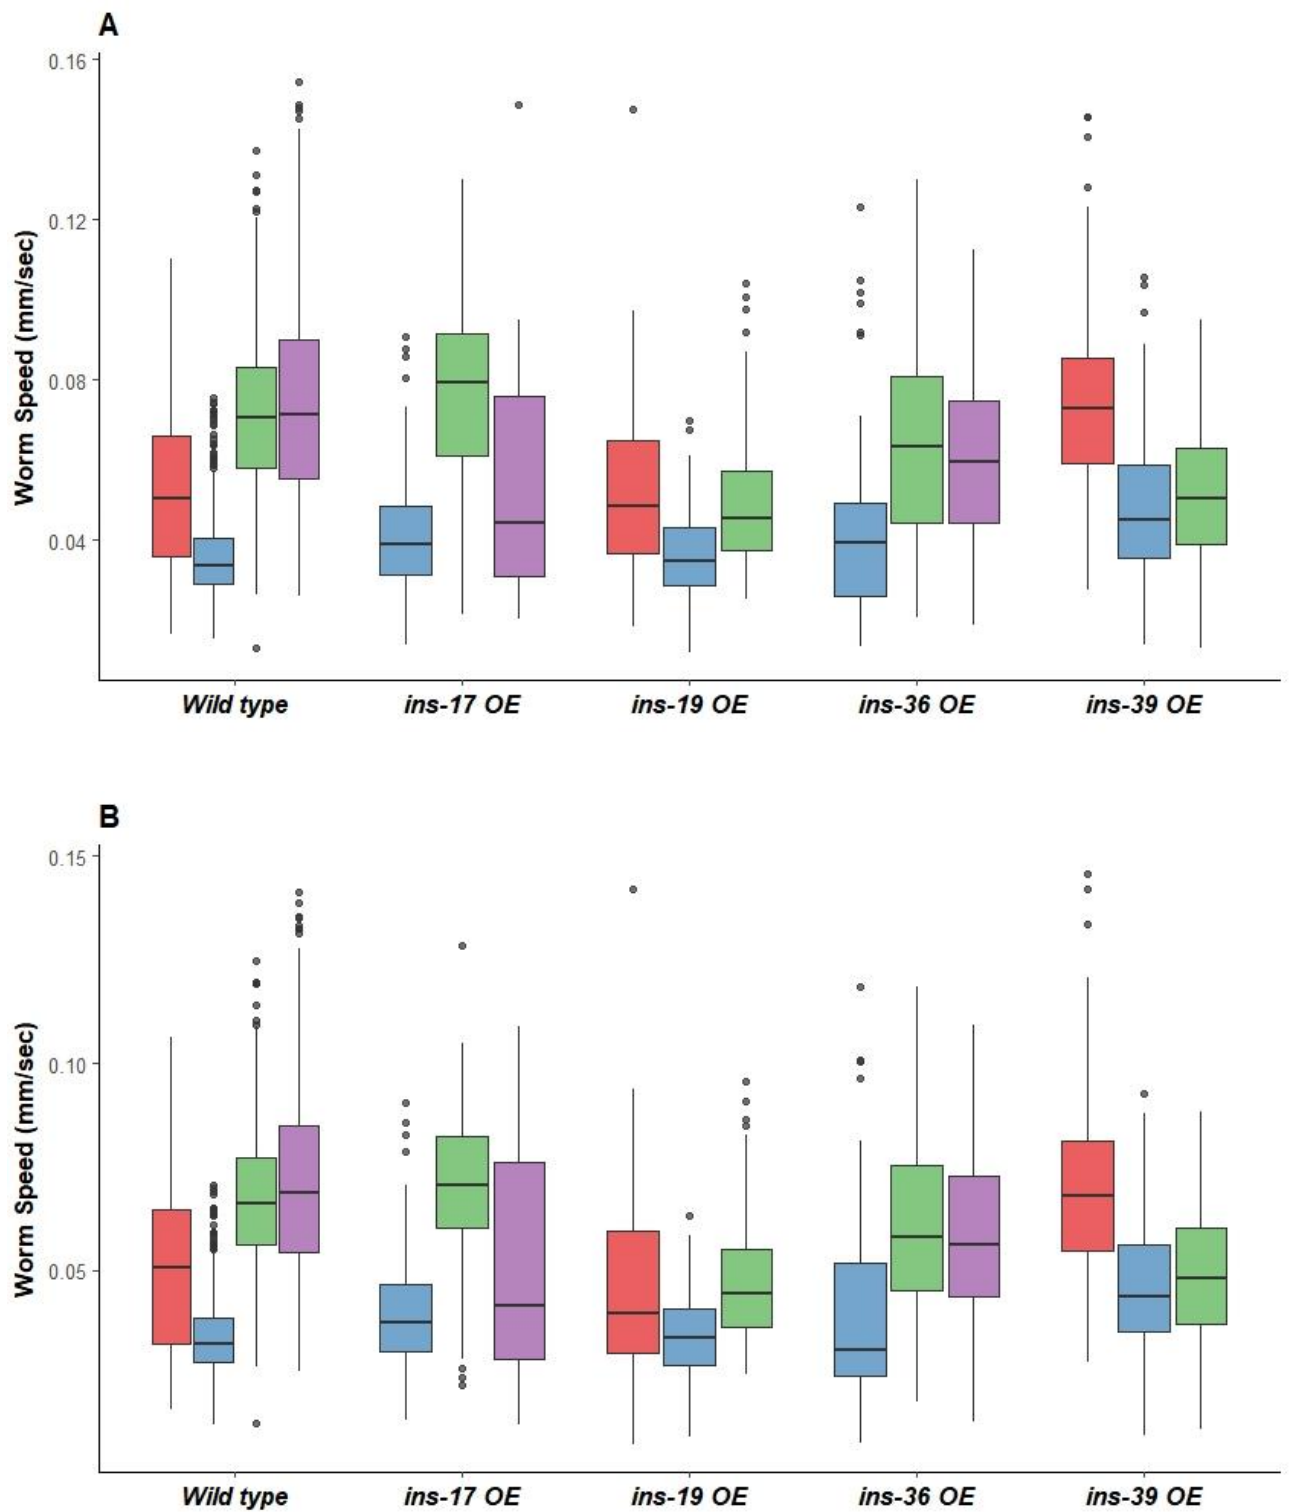 A
0.16
0.12
0.08
0.04
Worm Speed (mm/sec)
Wild type ins-17 OE ins-19 OE ins-36 OE ins-39 OE
B
0.15
0.10
0.05
Worm Speed (mm/sec)
Wild type ins-17 OE ins-19 OE ins-36 OE ins-39 OE